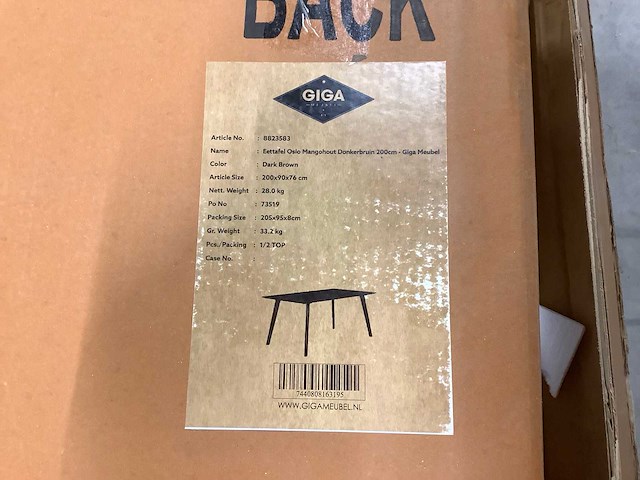 BACK
GIGA
Article No. : 8823583
Name : Eettafel Oslo Mangohout Donkerbruin 200cm - Giga Meubel
Color : Dark Brown
Article Size : 200x90x76 cm
Nett. Weight : 28.0 kg
Po No : 73519
Packing Size : 205x95x8cm
Gr. Weight : 33.2 kg
Pcs./Packing : 1/2 TOP
Case No.
7440808163195
WWW.GIGAMEUBEL.NL